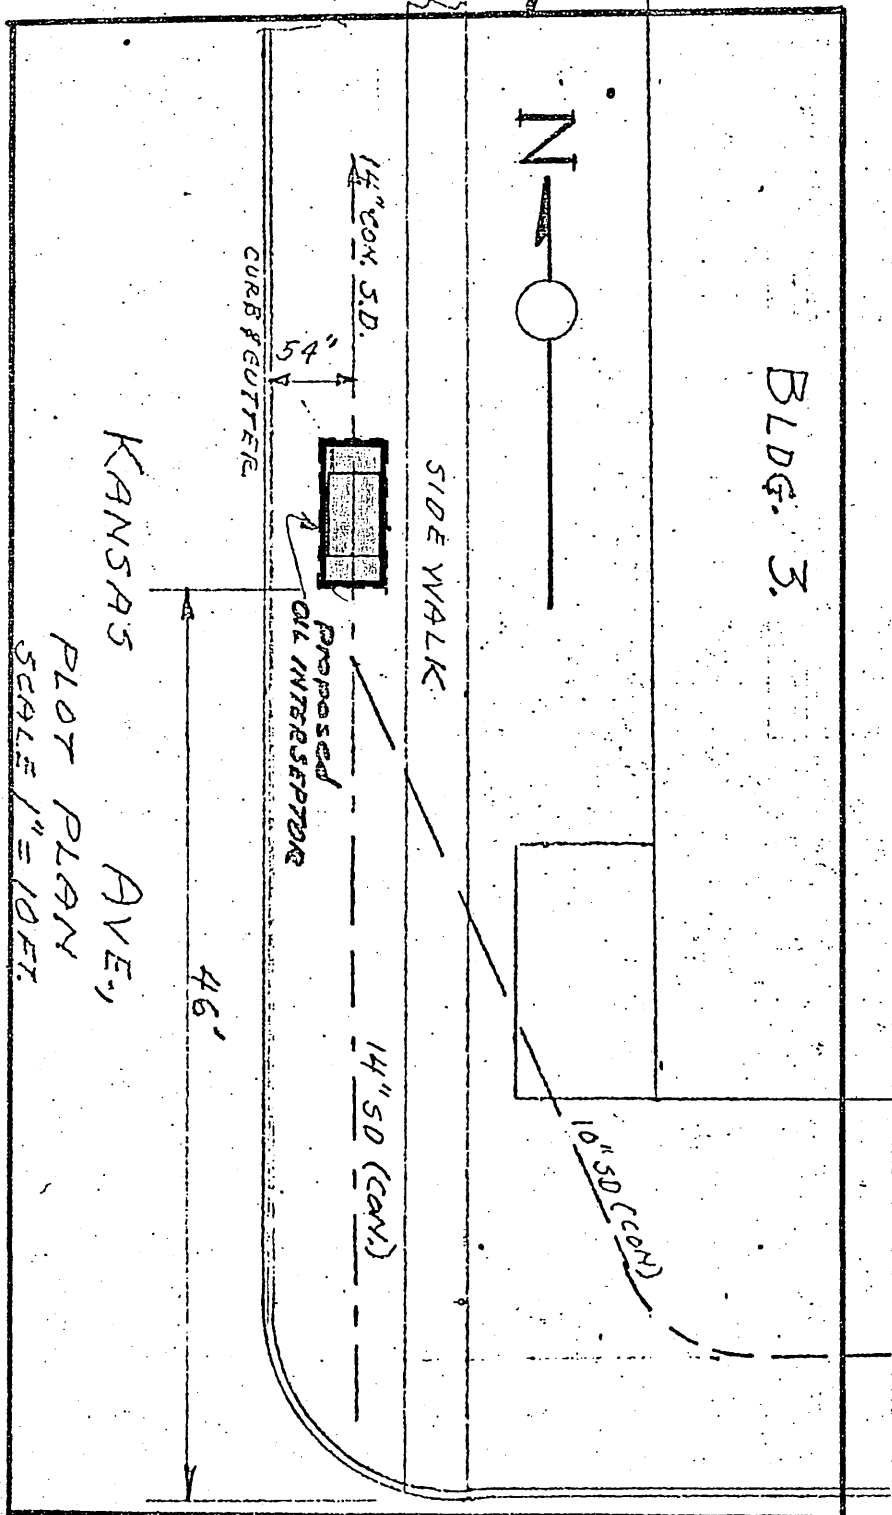 N
BLDG. 3.
14" CON. S.D.
CURB & GUTTER
54"
SIDE WALK
proposed
OIL INTERSEPTOR
KANSAS AVE.,
46'
14" SD (CON.)
10" SD (CON)
PLOT PLAN
SCALE 1" = 10 FT.